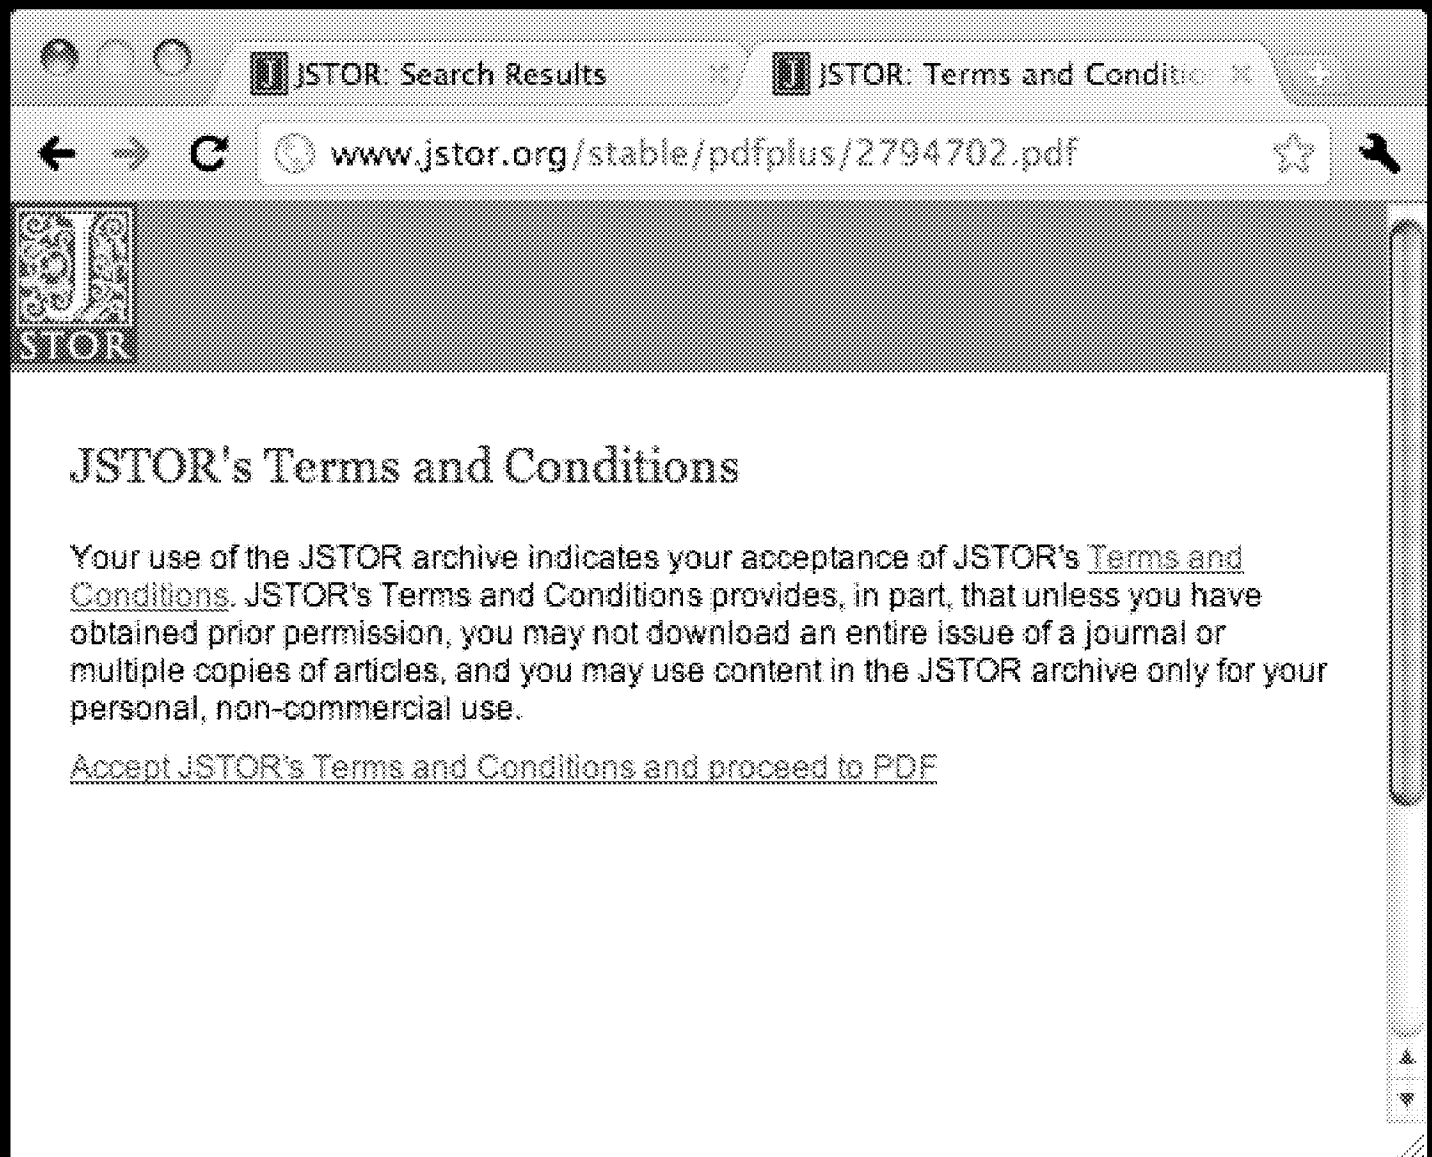 JSTOR: Search Results
JSTOR: Terms and Conditio
www.jstor.org/stable/pdfplus/2794702.pdf
J
STOR
JSTOR's Terms and Conditions
Your use of the JSTOR archive indicates your acceptance of JSTOR's Terms and
Conditions. JSTOR's Terms and Conditions provides, in part, that unless you have
obtained prior permission, you may not download an entire issue of a journal or
multiple copies of articles, and you may use content in the JSTOR archive only for your
personal, non-commercial use.
Accept JSTOR's Terms and Conditions and proceed to PDF